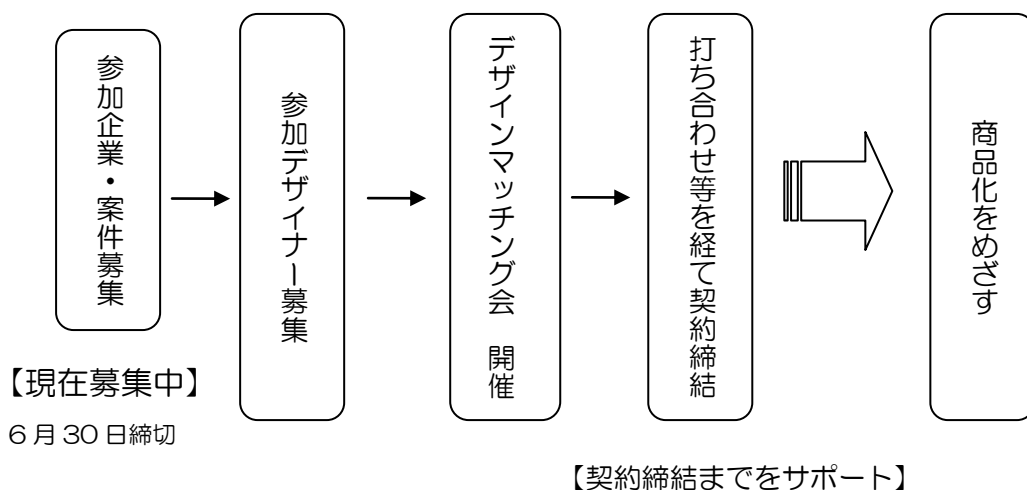 参加企業・案件募集
【現在募集中】
6月30日締切
参加デザイナー募集
デザインマッチング会 開催
打ち合わせ等を経て契約締結
【契約締結までをサポート】
商品化をめざす